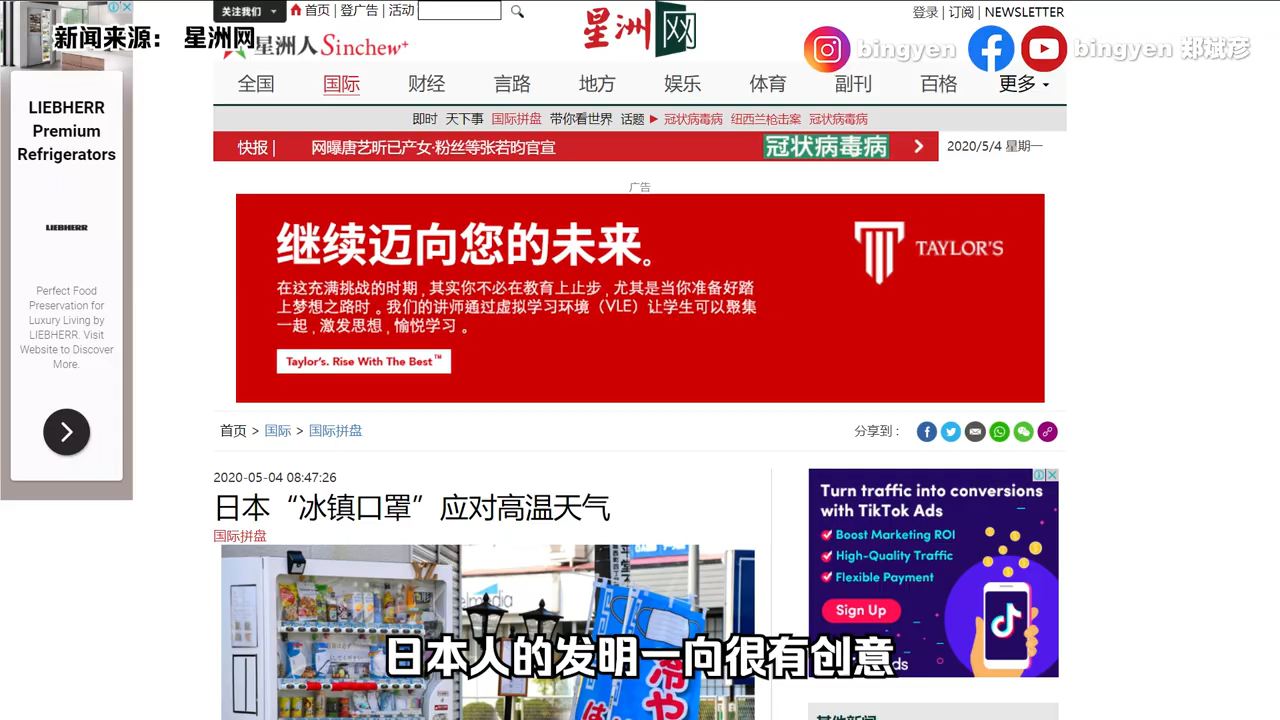 新闻来源： 星洲网
关注我们
首页 | 登广告 | 活动
星洲网
登录 | 订阅 | NEWSLETTER
星洲人 Sinchew+
bingyen
bingyen 郑斌彦
全国 国际 财经 言路 地方 娱乐 体育 副刊 百格 更多
即时 天下事 国际拼盘 带你看世界 话题 冠状病毒病 纽西兰枪击案 冠状病毒病
快报 | 网曝唐艺昕已产女·粉丝等张若昀官宣
冠状病毒病
2020/5/4 星期一
LIEBHERR
Premium
Refrigerators
LIEBHERR
Perfect Food
Preservation for
Luxury Living by
LIEBHERR. Visit
Website to Discover
More.
广告
继续迈向您的未来。
在这充满挑战的时期，其实你不必在教育上止步，尤其是当你准备好踏
上梦想之路时。我们的讲师通过虚拟学习环境（VLE）让学生可以聚集
一起，激发思想，愉悦学习。
Taylor's. Rise With The Best™
TAYLOR'S
首页 > 国际 > 国际拼盘
分享到：
2020-05-04 08:47:26
日本“冰镇口罩”应对高温天气
国际拼盘
Turn traffic into conversions
with TikTok Ads
Boost Marketing ROI
High-Quality Traffic
Flexible Payment
Sign Up
冷や
は
日本人的发明一向很有创意
其他新闻